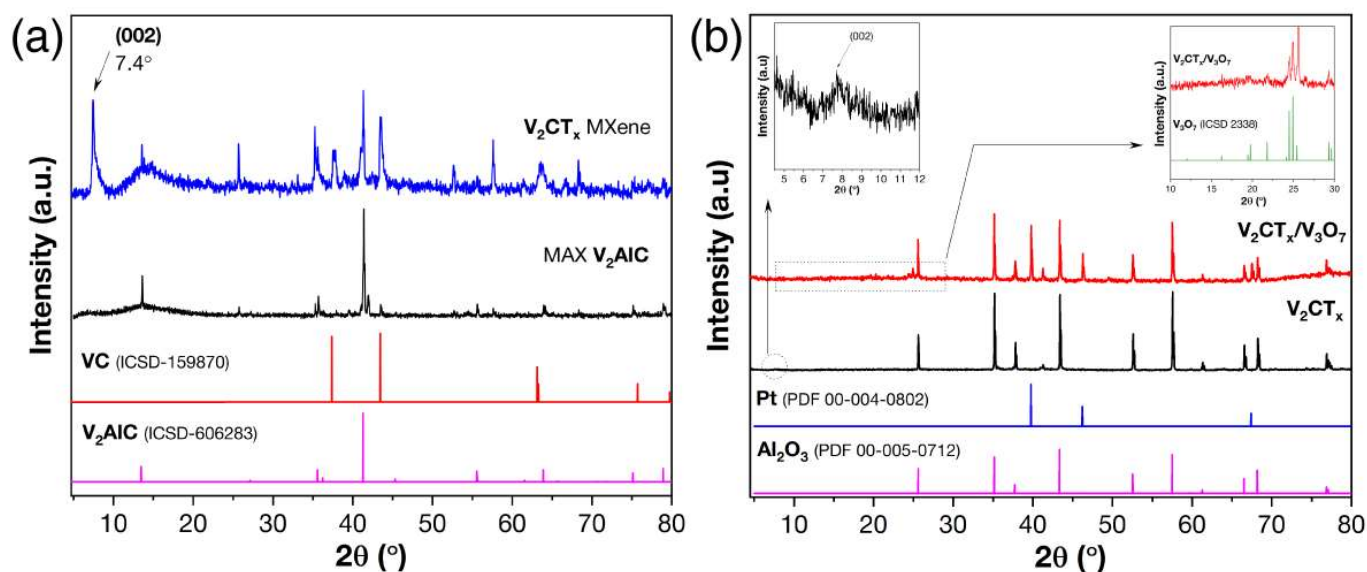 (a)
(002)
7.4°
V₂CTₓ MXene
MAX V₂AlC
VC (ICSD-159870)
V₂AlC (ICSD-606283)
Intensity (a.u.)
10 20 30 40 50 60 70 80
2θ (°)
(b)
(002)
Intensity (a.u)
5 6 7 8 9 10 11 12
2θ (°)
V₂CTₓ/V₃O₇
V₃O₇ (ICSD 2338)
Intensity (a.u.)
10 15 20 25 30
2θ (°)
V₂CTₓ/V₃O₇
V₂CTₓ
Pt (PDF 00-004-0802)
Al₂O₃ (PDF 00-005-0712)
Intensity (a.u)
10 20 30 40 50 60 70 80
2θ (°)